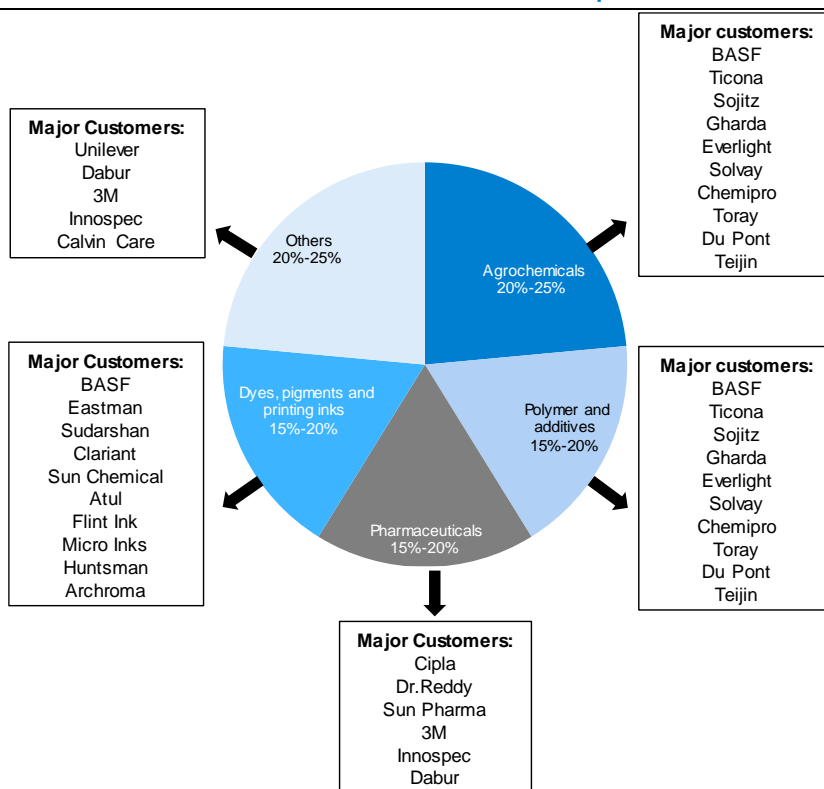 Major customers:
BASF
Ticona
Sojitz
Gharda
Everlight
Solvay
Chemipro
Toray
Du Pont
Teijin
Major Customers:
Unilever
Dabur
3M
Innospec
Calvin Care
Others
20%-25%
Agrochemicals
20%-25%
Major Customers:
BASF
Eastman
Sudarshan
Clariant
Sun Chemical
Atul
Flint Ink
Micro Inks
Huntsman
Archroma
Dyes, pigments and
printing inks
15%-20%
Polymer and
additives
15%-20%
Major customers:
BASF
Ticona
Sojitz
Gharda
Everlight
Solvay
Chemipro
Toray
Du Pont
Teijin
Pharmaceuticals
15%-20%
Major Customers:
Cipla
Dr.Reddy
Sun Pharma
3M
Innospec
Dabur